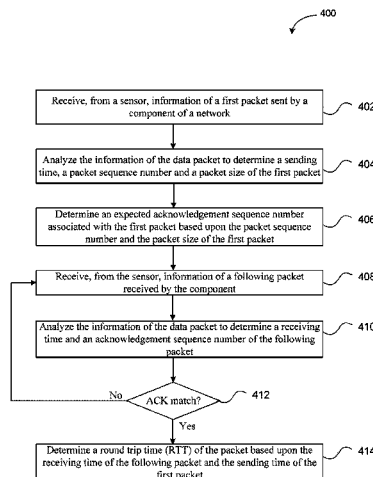 400
Receive, from a sensor, information of a first packet sent by a
component of a network
402
Analyze the information of the data packet to determine a sending
time, a packet sequence number and a packet size of the first packet
404
Determine an expected acknowledgement sequence number
associated with the first packet based upon the packet sequence
number and the packet size of the first packet
406
Receive, from the sensor, information of a following packet
received by the component
408
Analyze the information of the data packet to determine a receiving
time and an acknowledgement sequence number of the following
packet
410
No
ACK match?
412
Yes
Determine a round trip time (RTT) of the packet based upon the
receiving time of the following packet and the sending time of the
first packet
414